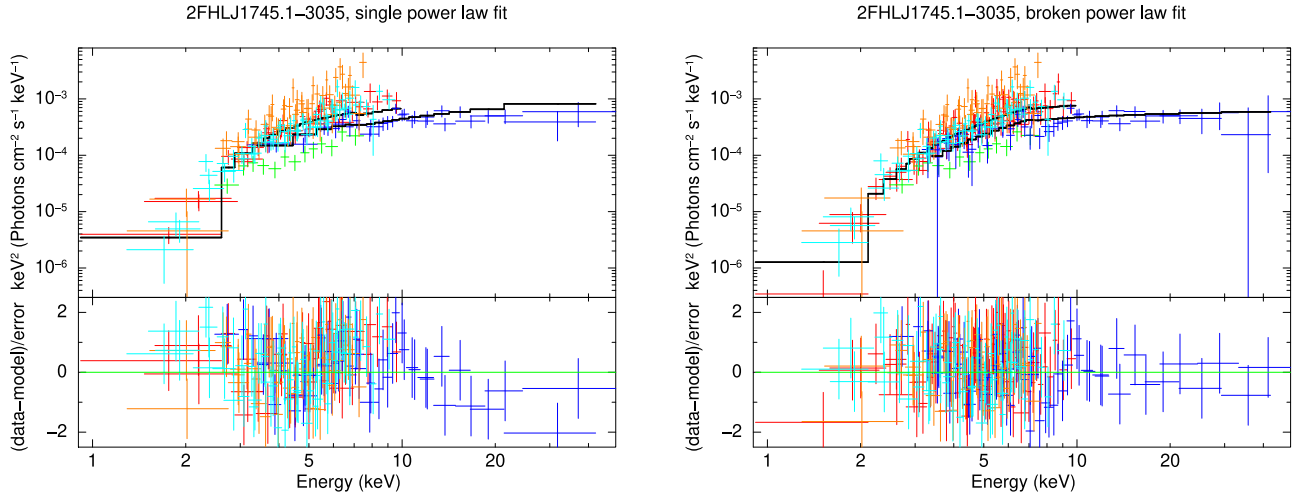 2FHLJ1745.1−3035, single power law fit
keV² (Photons cm⁻² s⁻¹ keV⁻¹)
10⁻³
10⁻⁴
10⁻⁵
10⁻⁶
(data−model)/error
2
0
−2
1 2 5 10 20
Energy (keV)
2FHLJ1745.1−3035, broken power law fit
keV² (Photons cm⁻² s⁻¹ keV⁻¹)
10⁻³
10⁻⁴
10⁻⁵
10⁻⁶
(data−model)/error
2
0
−2
1 2 5 10 20
Energy (keV)